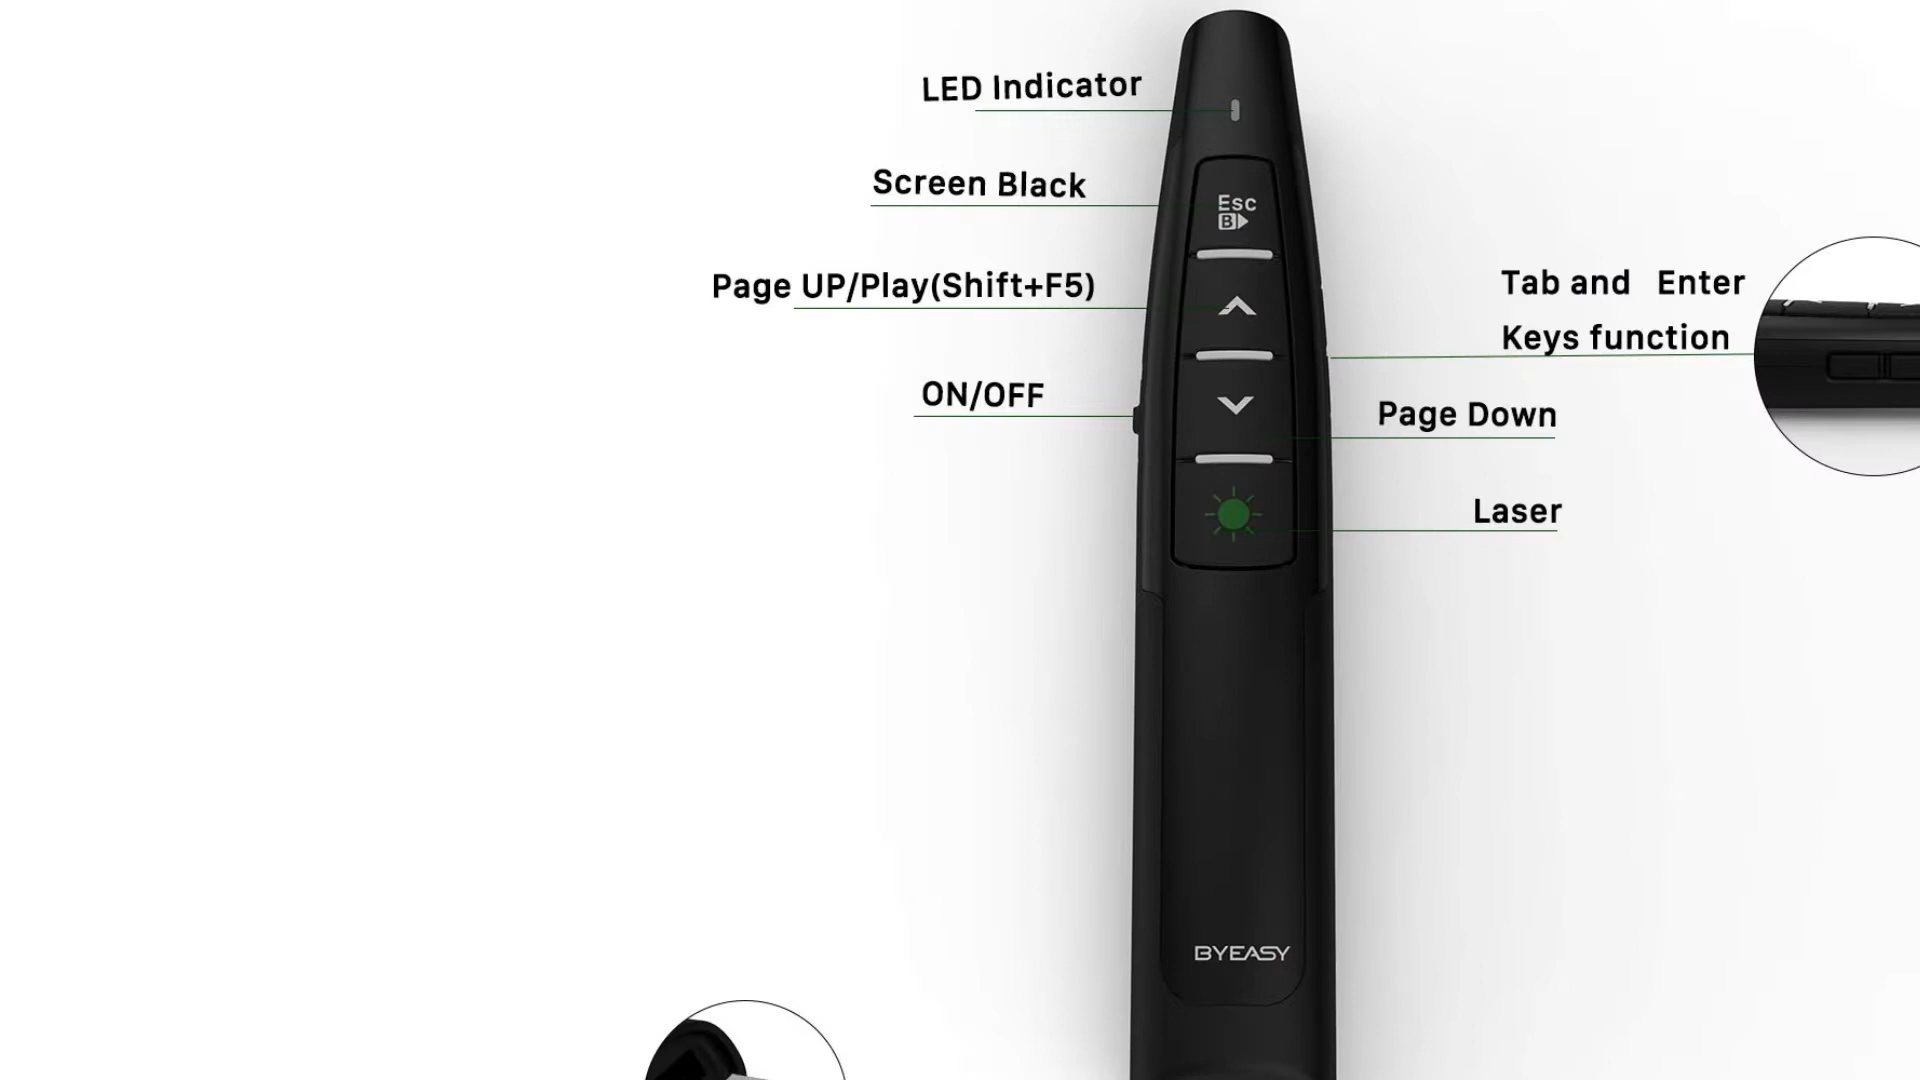 LED Indicator
Screen Black
Esc
B
Page UP/Play(Shift+F5)
Tab and Enter
Keys function
ON/OFF
Page Down
Laser
BYEASY